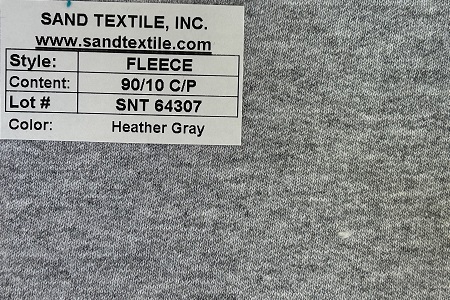 SAND TEXTILE, INC.
www.sandtextile.com
Style: FLEECE
Content: 90/10 C/P
Lot # SNT 64307
Color: Heather Gray